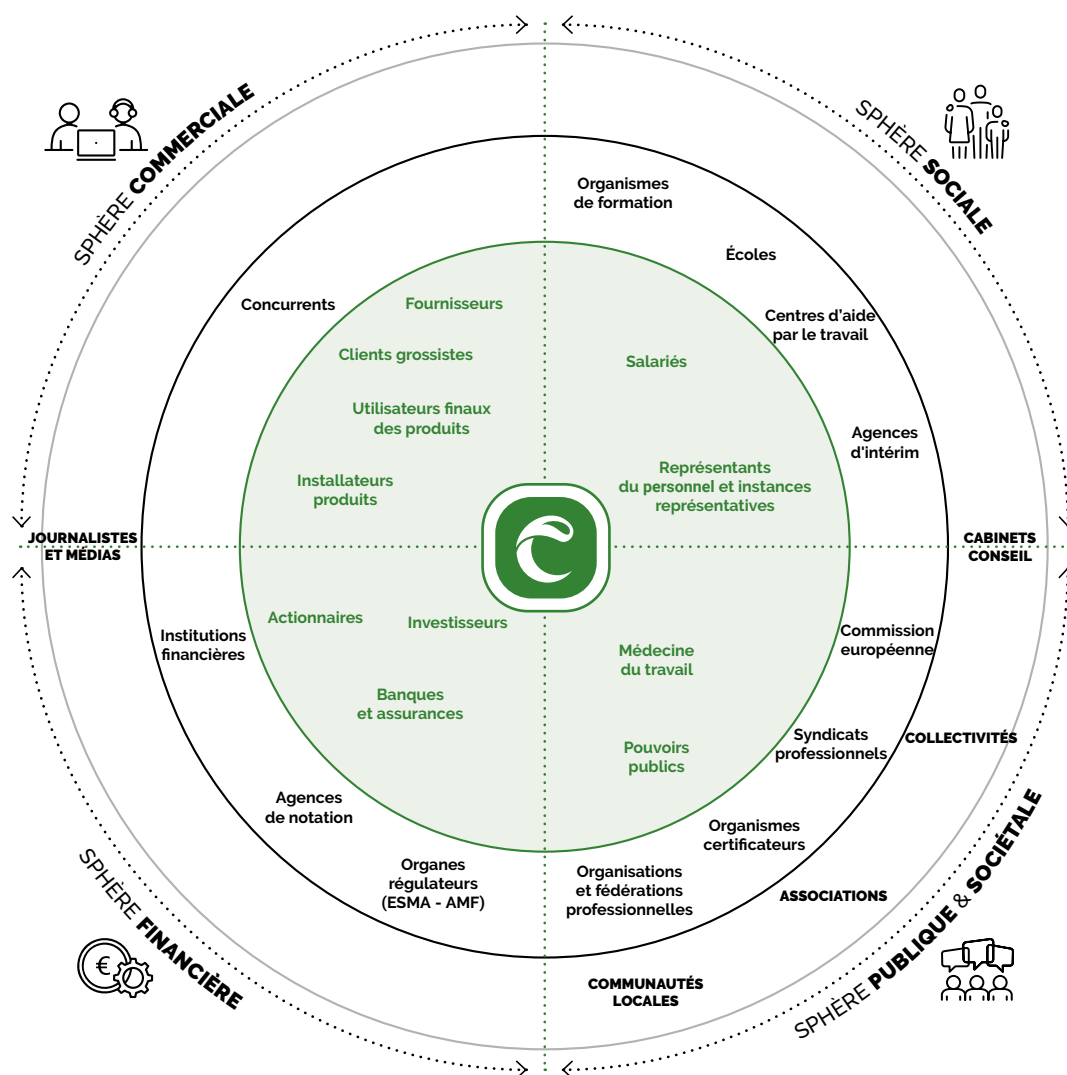 SPHÈRE COMMERCIALE
Concurrents
Fournisseurs
Clients grossistes
Utilisateurs finaux
des produits
Installateurs
produits
JOURNALISTES
ET MÉDIAS
SPHÈRE SOCIALE
Organismes
de formation
Écoles
Centres d'aide
par le travail
Salariés
Agences
d'intérim
Représentants
du personnel et instances
représentatives
CABINETS
CONSEIL
Actionnaires
Investisseurs
Institutions
financières
Banques
et assurances
Agences
de notation
Organes
régulateurs
(ESMA - AMF)
SPHÈRE FINANCIÈRE
€
Commission
européenne
Médecine
du travail
Syndicats
professionnels
COLLECTIVITÉS
Pouvoirs
publics
Organismes
certificateurs
Organisations
et fédérations
professionnelles
ASSOCIATIONS
COMMUNAUTÉS
LOCALES
SPHÈRE PUBLIQUE & SOCIÉTALE